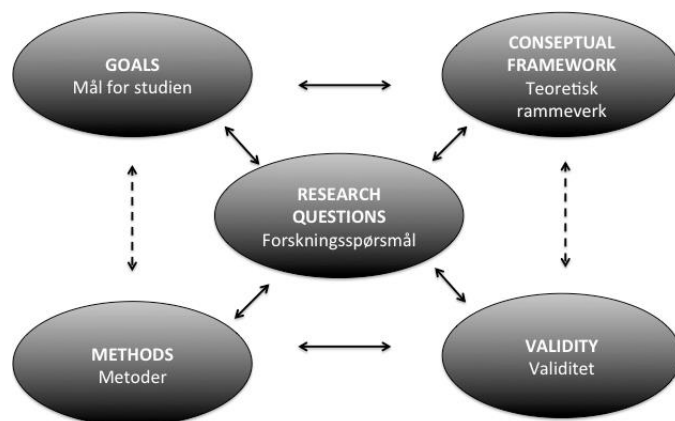 GOALS
Mål for studien
CONSEPTUAL
FRAMEWORK
Teoretisk
rammeverk
RESEARCH
QUESTIONS
Forskningsspørsmål
METHODS
Metoder
VALIDITY
Validitet